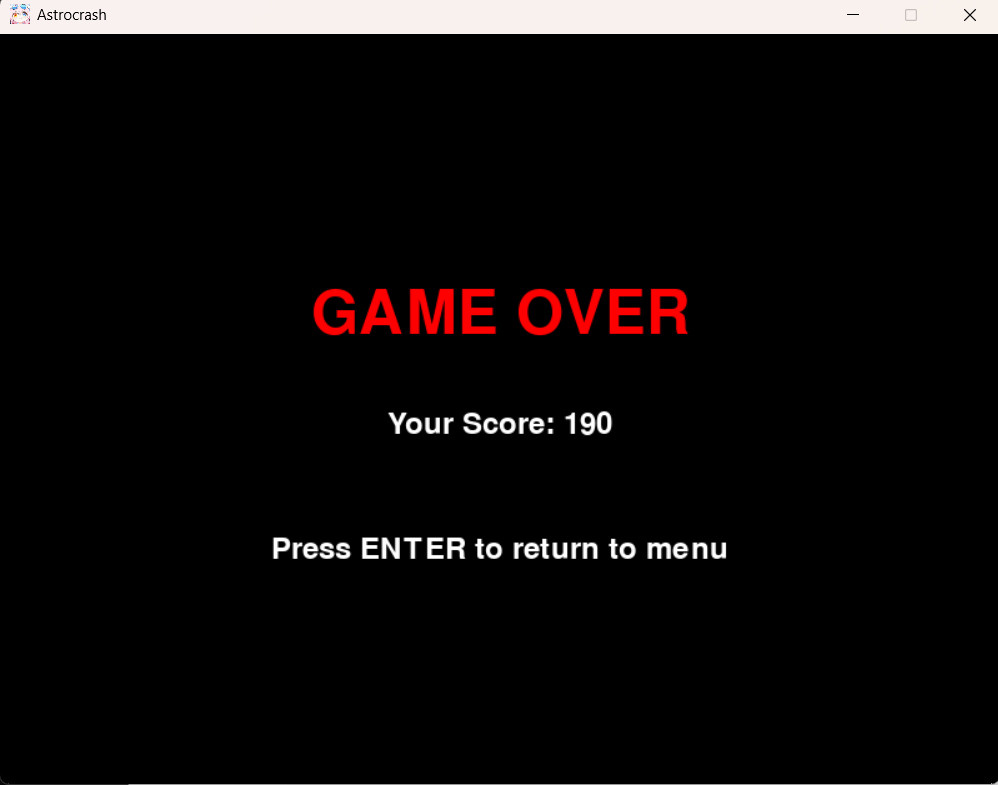 Astrocrash
GAME OVER
Your Score: 190
Press ENTER to return to menu